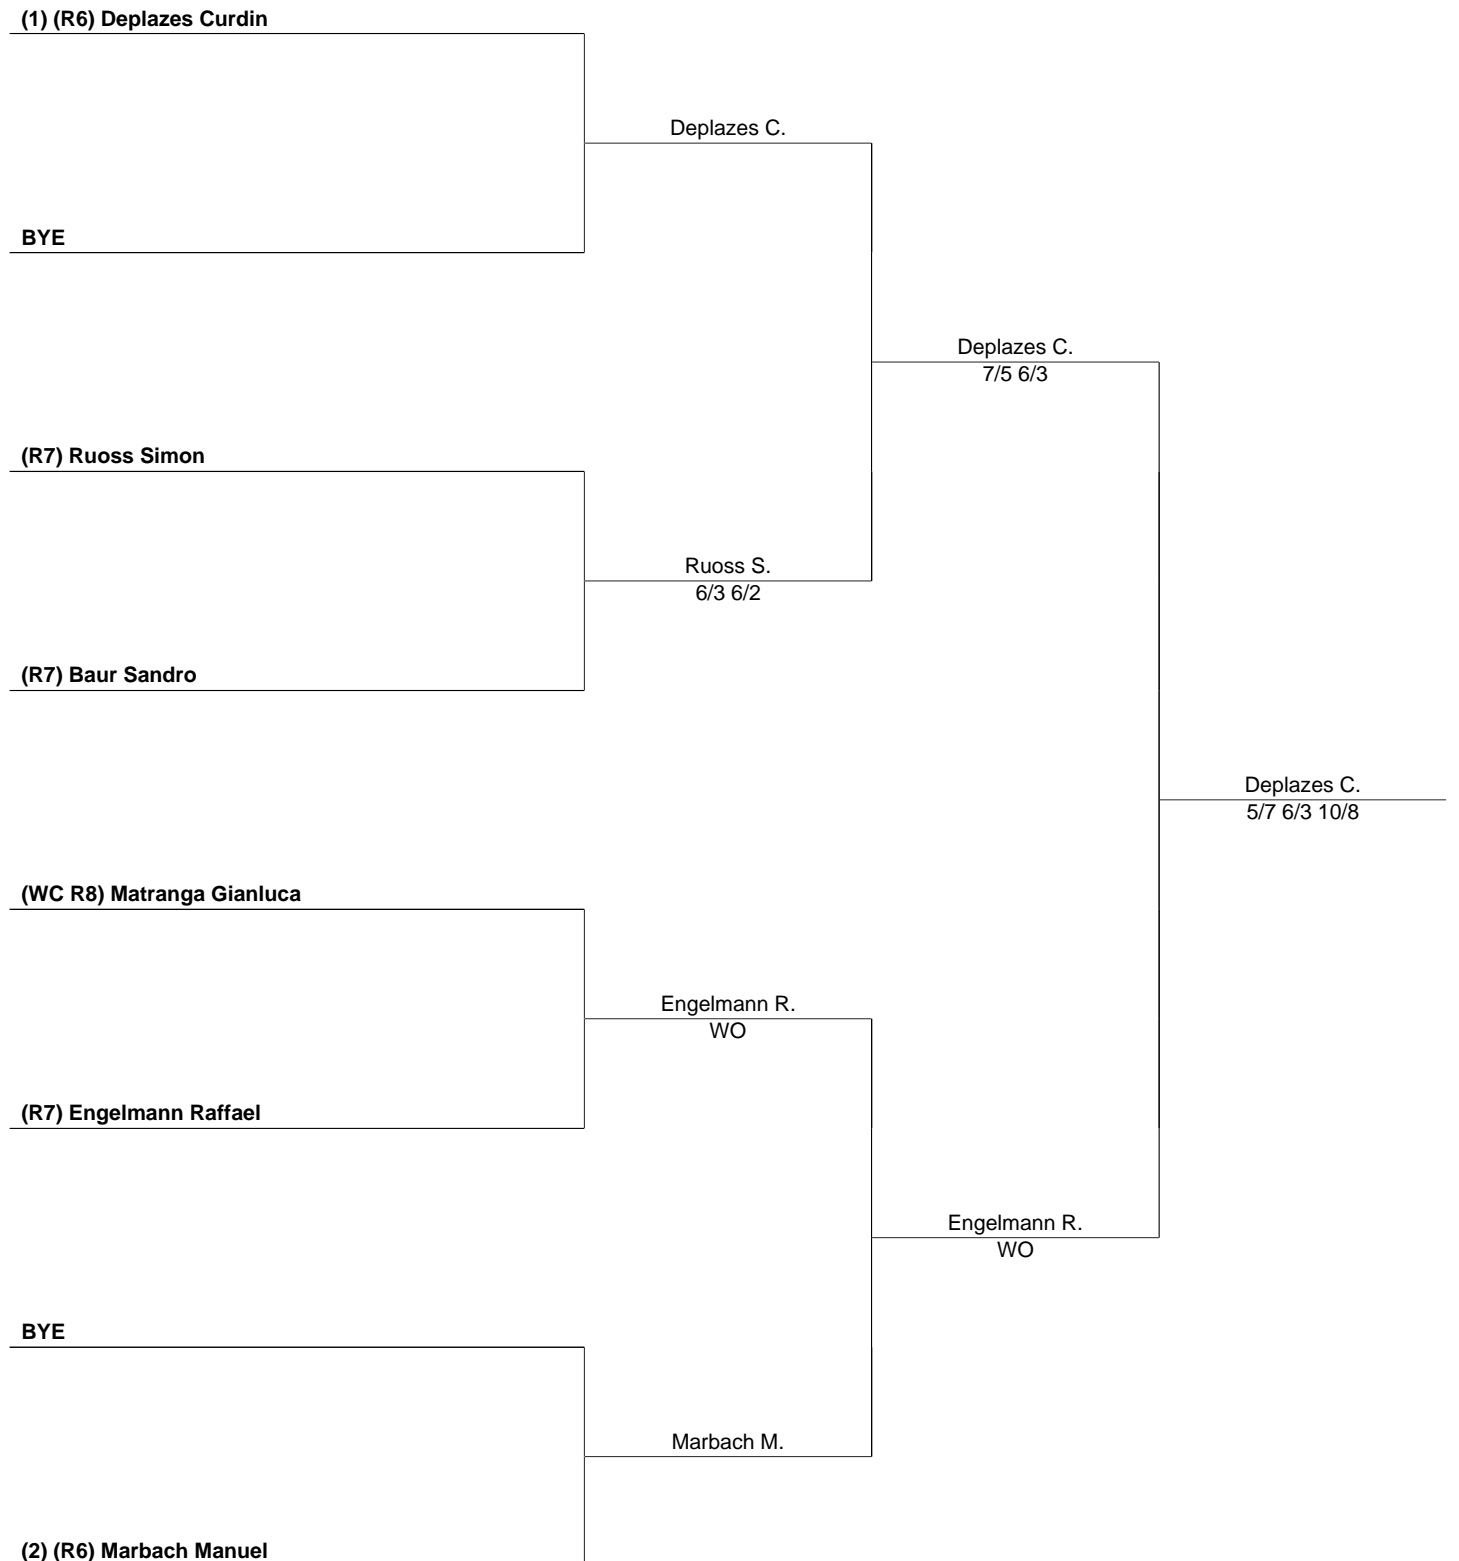 (1) (R6) Deplazes Curdin
Deplazes C.
BYE
Deplazes C.
7/5 6/3
(R7) Ruoss Simon
Ruoss S.
6/3 6/2
(R7) Baur Sandro
Deplazes C.
5/7 6/3 10/8
(WC R8) Matranga Gianluca
Engelmann R.
WO
(R7) Engelmann Raffael
Engelmann R.
WO
BYE
Marbach M.
(2) (R6) Marbach Manuel